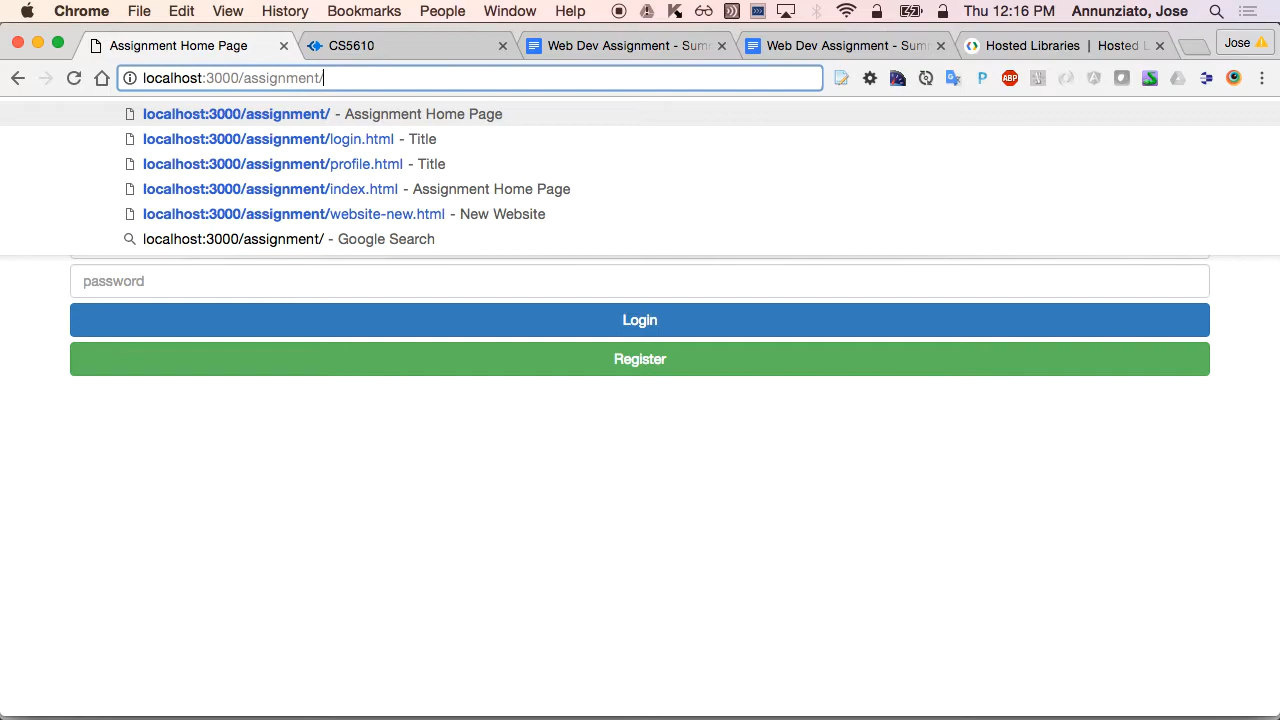 Chrome File Edit View History Bookmarks People Window Help Thu 12:16 PM Annunziato, Jose
Assignment Home Page CS5610 Web Dev Assignment - Sum Web Dev Assignment - Sum Hosted Libraries | Hosted L Jose
localhost:3000/assignment/
localhost:3000/assignment/ - Assignment Home Page
localhost:3000/assignment/login.html - Title
localhost:3000/assignment/profile.html - Title
localhost:3000/assignment/index.html - Assignment Home Page
localhost:3000/assignment/website-new.html - New Website
localhost:3000/assignment/ - Google Search
password
Login
Register